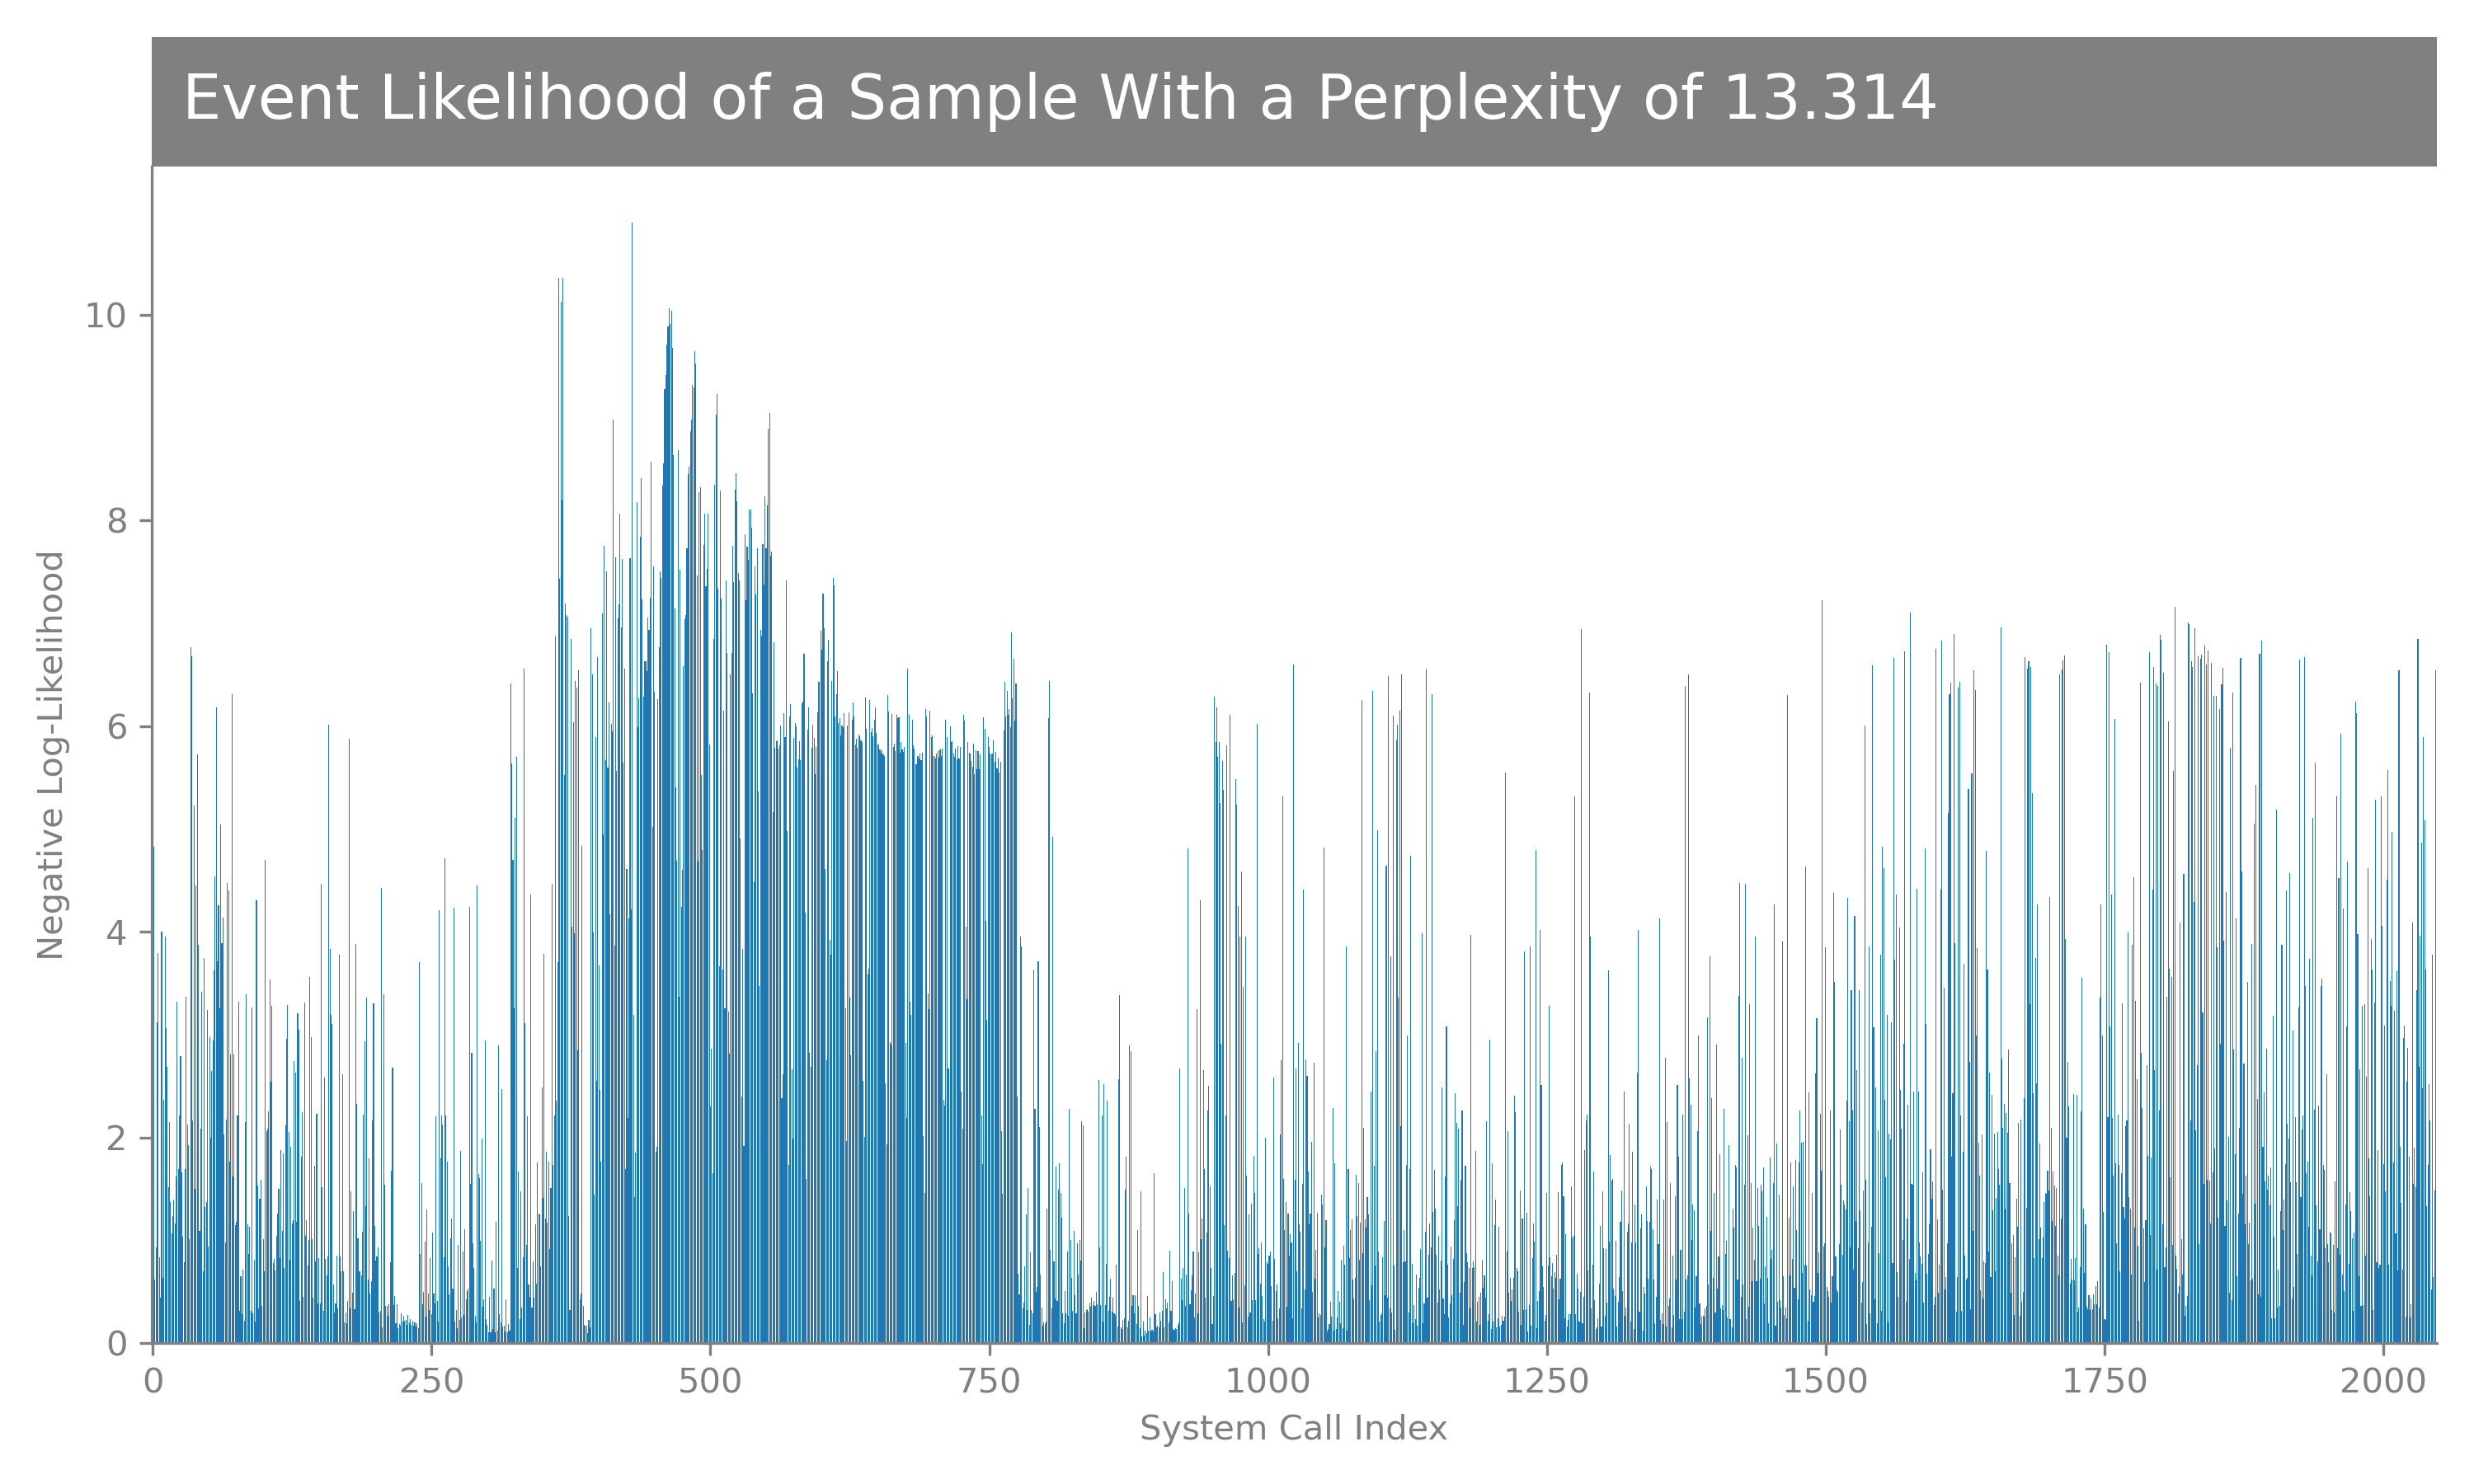 Event Likelihood of a Sample With a Perplexity of 13.314
10
8
6
4
2
0
Negative Log-Likelihood
0 250 500 750 1000 1250 1500 1750 2000
System Call Index